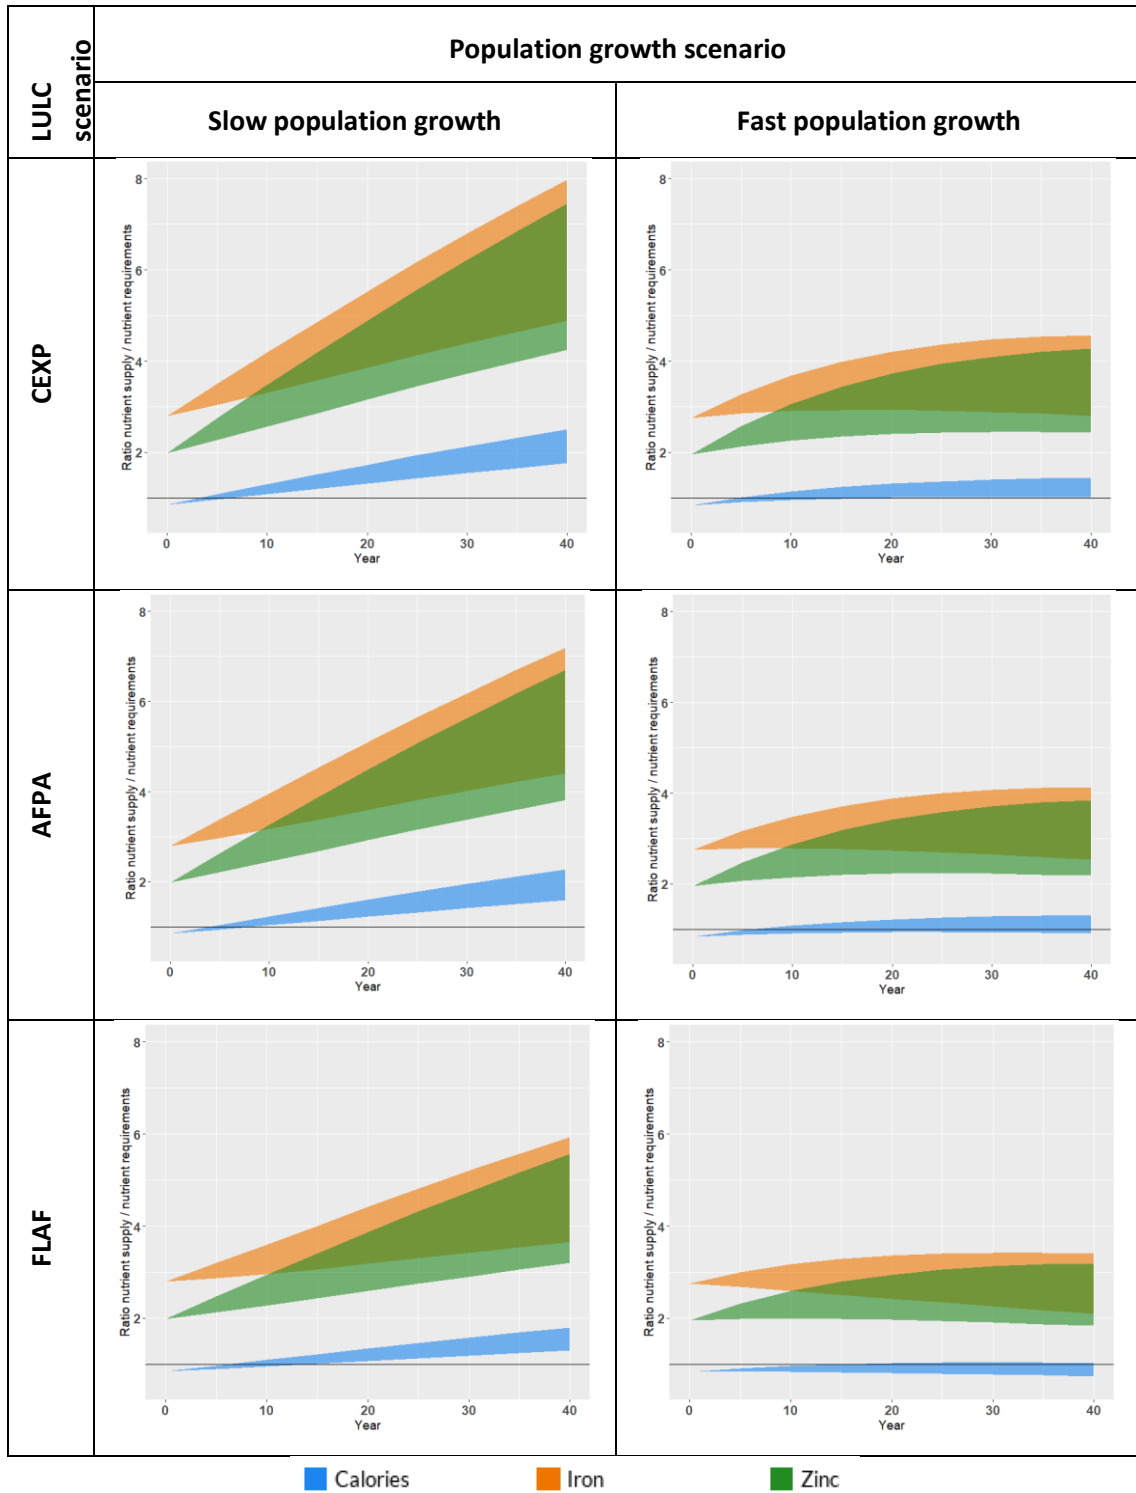 LULC
scenario
Population growth scenario
Slow population growth
Fast population growth
CEXP
Ratio nutrient supply / nutrient requirements
8
6
4
2
0 10 20 30 40
Year
Ratio nutrient supply / nutrient requirements
8
6
4
2
0 10 20 30 40
Year
AFPA
Ratio nutrient supply / nutrient requirements
8
6
4
2
0 10 20 30 40
Year
Ratio nutrient supply / nutrient requirements
8
6
4
2
0 10 20 30 40
Year
FLAF
Ratio nutrient supply / nutrient requirements
8
6
4
2
0 10 20 30 40
Year
Ratio nutrient supply / nutrient requirements
8
6
4
2
0 10 20 30 40
Year
Calories Iron Zinc